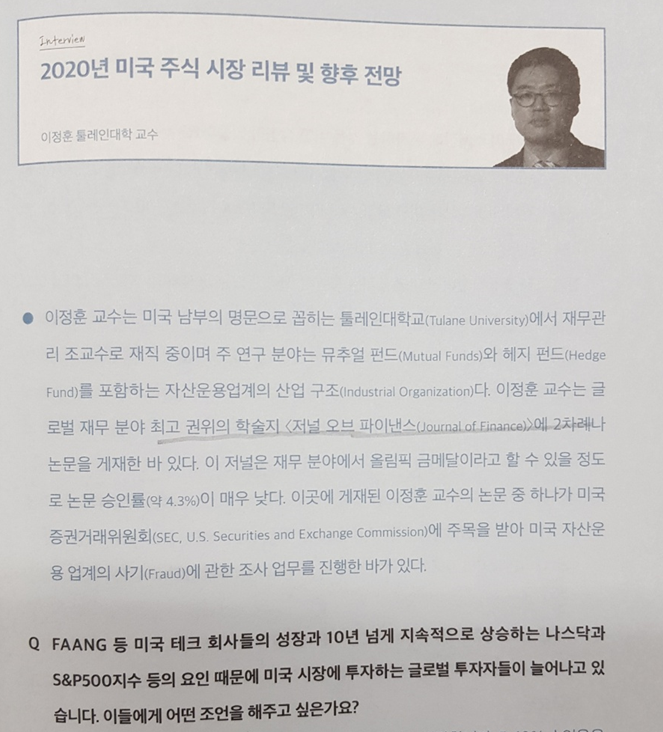 Interview
2020년 미국 주식 시장 리뷰 및 향후 전망
이정훈 툴레인대학 교수
● 이정훈 교수는 미국 남부의 명문으로 꼽히는 툴레인대학교(Tulane University)에서 재무관
리 조교수로 재직 중이며 주 연구 분야는 뮤추얼 펀드(Mutual Funds)와 헤지 펀드(Hedge
Fund)를 포함하는 자산운용업계의 산업 구조(Industrial Organization)다. 이정훈 교수는 글
로벌 재무 분야 최고 권위의 학술지 〈저널 오브 파이낸스(Journal of Finance)〉에 2차례나
논문을 게재한 바 있다. 이 저널은 재무 분야에서 올림픽 금메달이라고 할 수 있을 정도
로 논문 승인률(약 4.3%)이 매우 낮다. 이곳에 게재된 이정훈 교수의 논문 중 하나가 미국
증권거래위원회(SEC, U.S. Securities and Exchange Commission)에 주목을 받아 미국 자산운
용 업계의 사기(Fraud)에 관한 조사 업무를 진행한 바가 있다.
Q FAANG 등 미국 테크 회사들의 성장과 10년 넘게 지속적으로 상승하는 나스닥과
S&P500지수 등의 요인 때문에 미국 시장에 투자하는 글로벌 투자자들이 늘어나고 있
습니다. 이들에게 어떤 조언을 해주고 싶은가요?